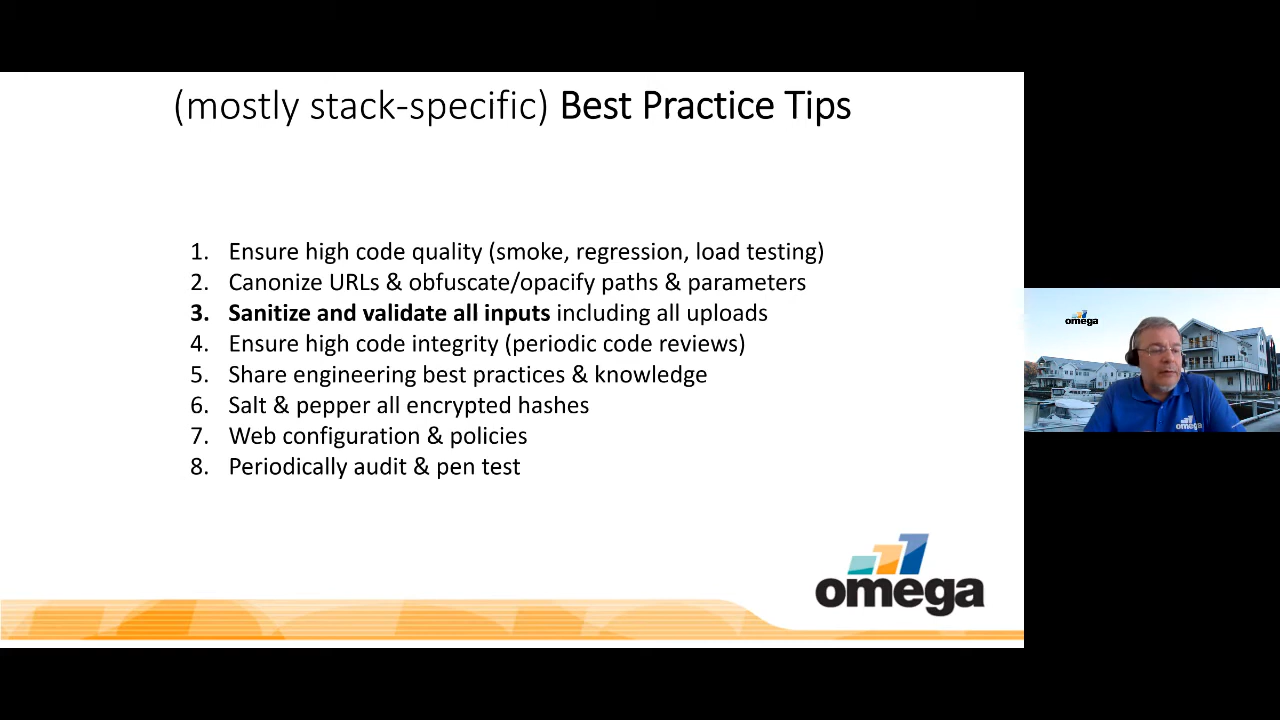 (mostly stack-specific) Best Practice Tips
1. Ensure high code quality (smoke, regression, load testing)
2. Canonize URLs & obfuscate/opacify paths & parameters
3. Sanitize and validate all inputs including all uploads
4. Ensure high code integrity (periodic code reviews)
5. Share engineering best practices & knowledge
6. Salt & pepper all encrypted hashes
7. Web configuration & policies
8. Periodically audit & pen test
omega
omega
omega